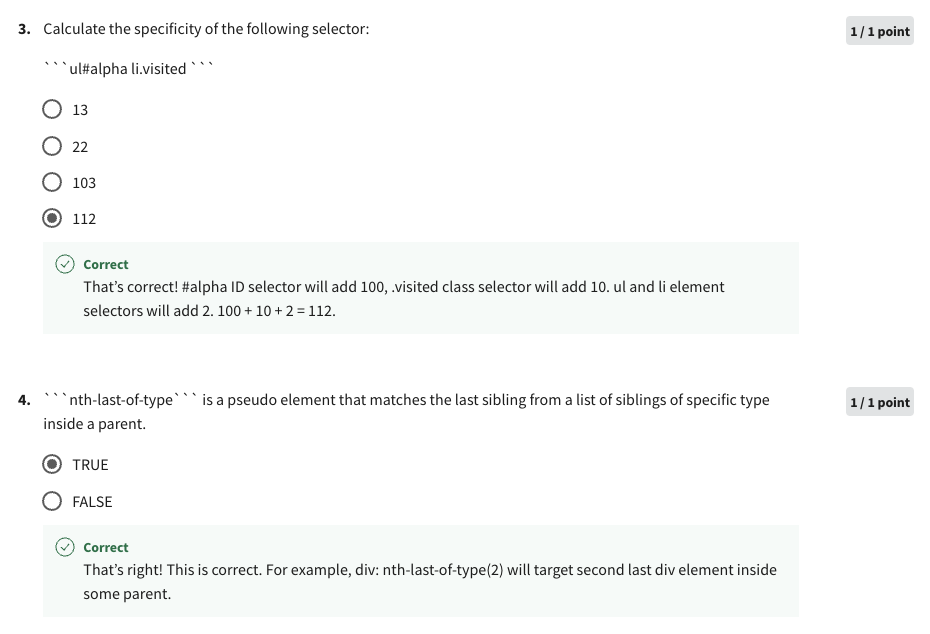 3. Calculate the specificity of the following selector:
1 / 1 point
```ul#alpha li.visited ```
13
22
103
112
Correct
That’s correct! #alpha ID selector will add 100, .visited class selector will add 10. ul and li element
selectors will add 2. 100 + 10 + 2 = 112.
4. ```nth-last-of-type``` is a pseudo element that matches the last sibling from a list of siblings of specific type
1 / 1 point
inside a parent.
TRUE
FALSE
Correct
That’s right! This is correct. For example, div: nth-last-of-type(2) will target second last div element inside
some parent.